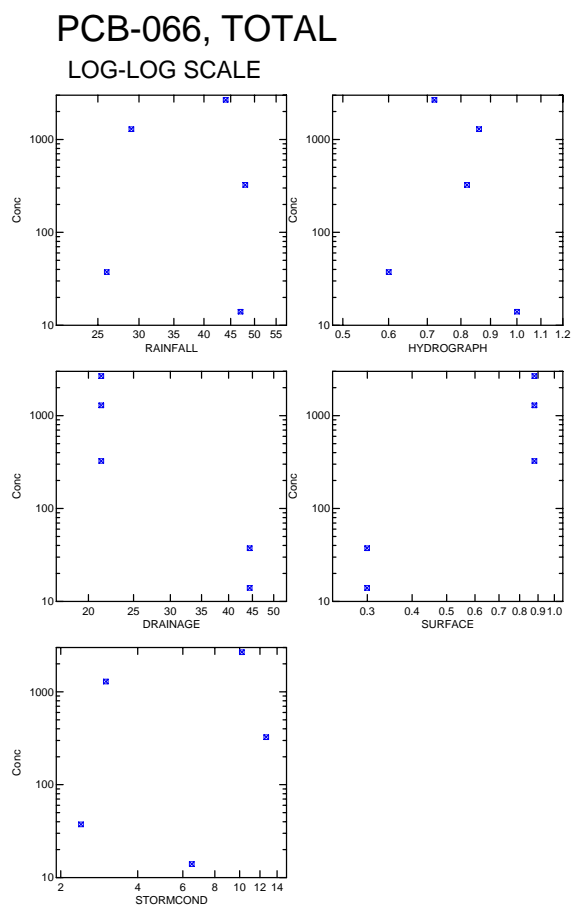 PCB-066, TOTAL
LOG-LOG SCALE
1000
100
10
Conc
25 30 35 40 45 50 55
RAINFALL
1000
100
10
Conc
0.5 0.6 0.7 0.8 0.9 1.0 1.1 1.2
HYDROGRAPH
1000
100
10
Conc
20 25 30 35 40 45 50
DRAINAGE
1000
100
10
Conc
0.3 0.4 0.5 0.6 0.7 0.8 0.9 1.0
SURFACE
1000
100
10
Conc
2 4 6 8 10 12 14
STORMCOND